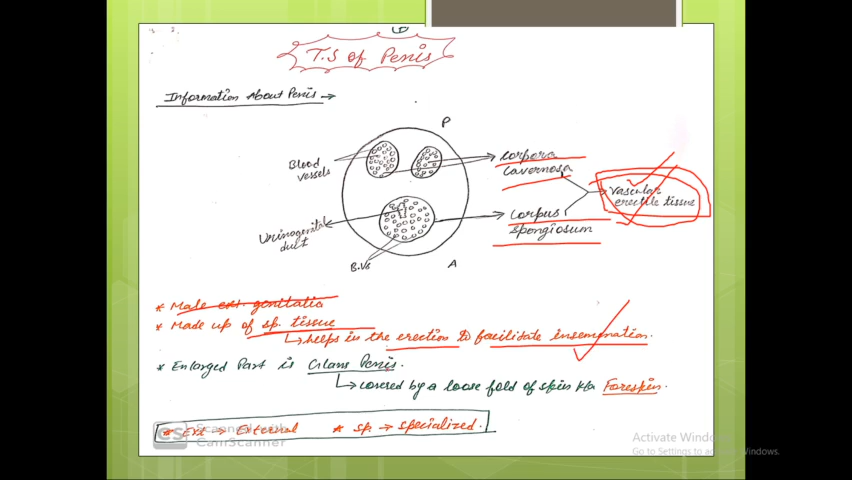 T.S of Penis
Information About Penis →
P
Blood
vessels
corpora
cavernosa
vascular
erectile tissue
corpus
spongiosum
Urinogenital
duct
B.Vs
A
* Male ext. genitalia
* Made up of sp. tissue
↳ helps in the erection to facilitate insemination.
* Enlarged Part is Glans Penis.
↳ covered by a loose fold of skin k/a Foreskin.
* Ext → External * sp. → specialized.
CS Scanned with
CamScanner
Activate Windows
Go to Settings to activate Windows.